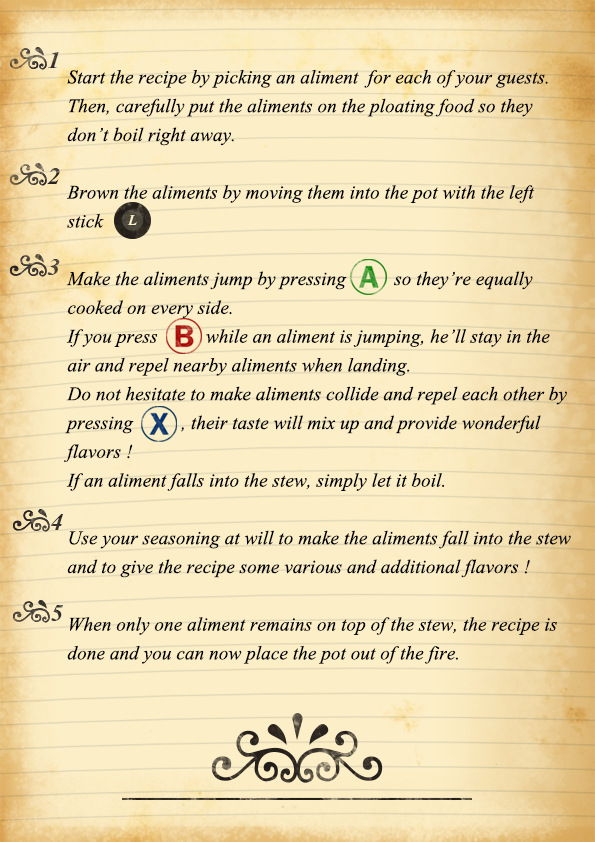 1
Start the recipe by picking an aliment for each of your guests.
Then, carefully put the aliments on the ploating food so they
don't boil right away.
2
Brown the aliments by moving them into the pot with the left
stick L
3
Make the aliments jump by pressing A so they're equally
cooked on every side.
If you press B while an aliment is jumping, he'll stay in the
air and repel nearby aliments when landing.
Do not hesitate to make aliments collide and repel each other by
pressing X , their taste will mix up and provide wonderful
flavors !
If an aliment falls into the stew, simply let it boil.
4
Use your seasoning at will to make the aliments fall into the stew
and to give the recipe some various and additional flavors !
5
When only one aliment remains on top of the stew, the recipe is
done and you can now place the pot out of the fire.